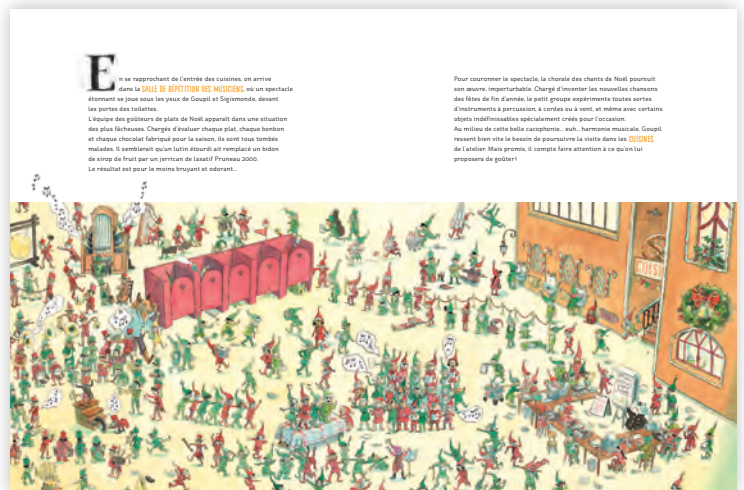 En se rapprochant de l'entrée des cuisines, on arrive
dans la SALLE DE RÉPÉTITION DES MUSICIENS, où un spectacle
étonnant se joue sous les yeux de Goupil et Sigismonde, devant
les portes des toilettes.
L'équipe des goûteurs de plats de Noël apparaît dans une situation
des plus fâcheuses. Chargés d'évaluer chaque plat, chaque bonbon
et chaque chocolat fabriqué pour la saison, ils sont tous tombés
malades. Il semblerait qu'un lutin étourdi ait remplacé un bidon
de sirop de fruit par un jerrican de laxatif Pruneau 2000.
Le résultat est pour le moins bruyant et odorant...
Pour couronner le spectacle, la chorale des chants de Noël poursuit
son œuvre, imperturbable. Chargé d'inventer les nouvelles chansons
des fêtes de fin d'année, le petit groupe expérimente toutes sortes
d'instruments à percussion, à cordes ou à vent, et même avec certains
objets indéfinissables spécialement créés pour l'occasion.
Au milieu de cette belle cacophonie... euh... harmonie musicale, Goupil
ressent bien vite le besoin de poursuivre la visite dans les CUISINES
de l'atelier. Mais promis, il compte faire attention à ce qu'on lui
proposera de goûter!
CUISI